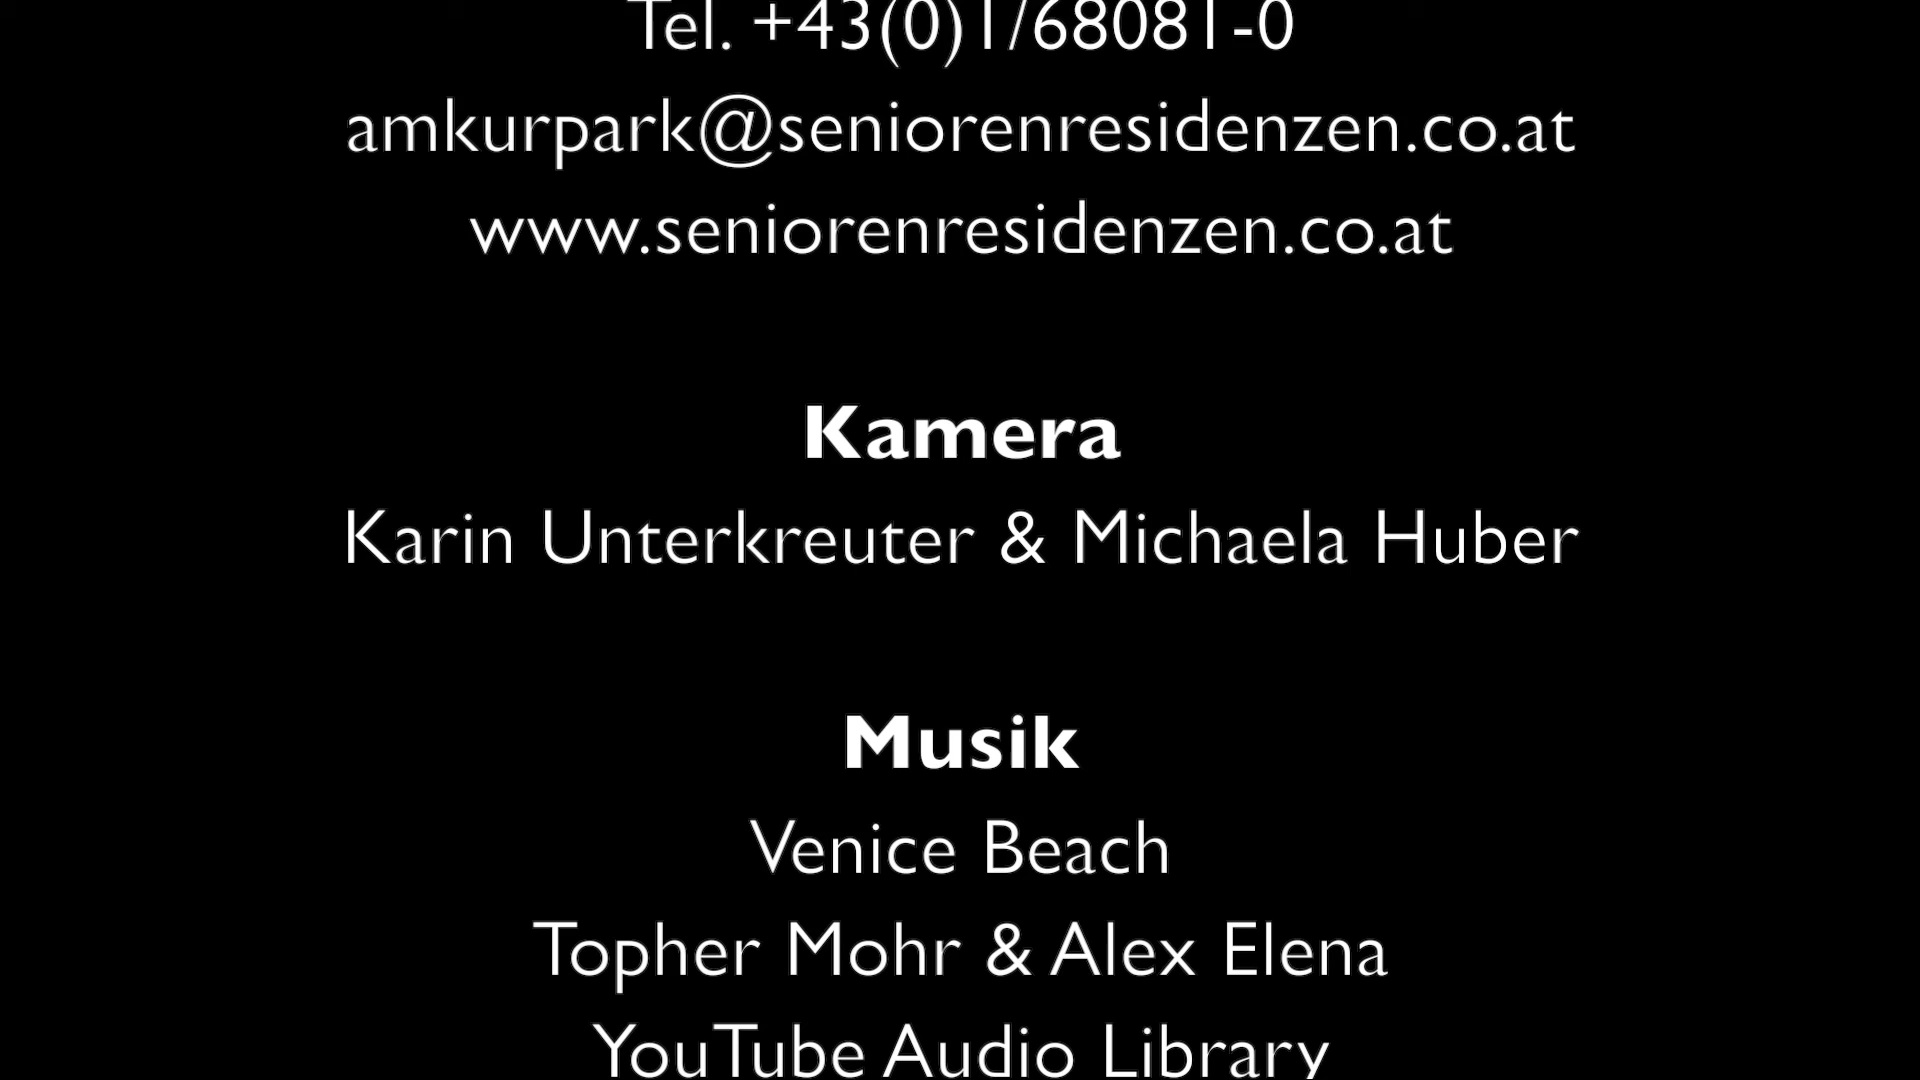 Tel. +43(0)1/68081-0
amkurpark@seniorenresidenzen.co.at
www.seniorenresidenzen.co.at
Kamera
Karin Unterkreuter & Michaela Huber
Musik
Venice Beach
Topher Mohr & Alex Elena
YouTube Audio Library